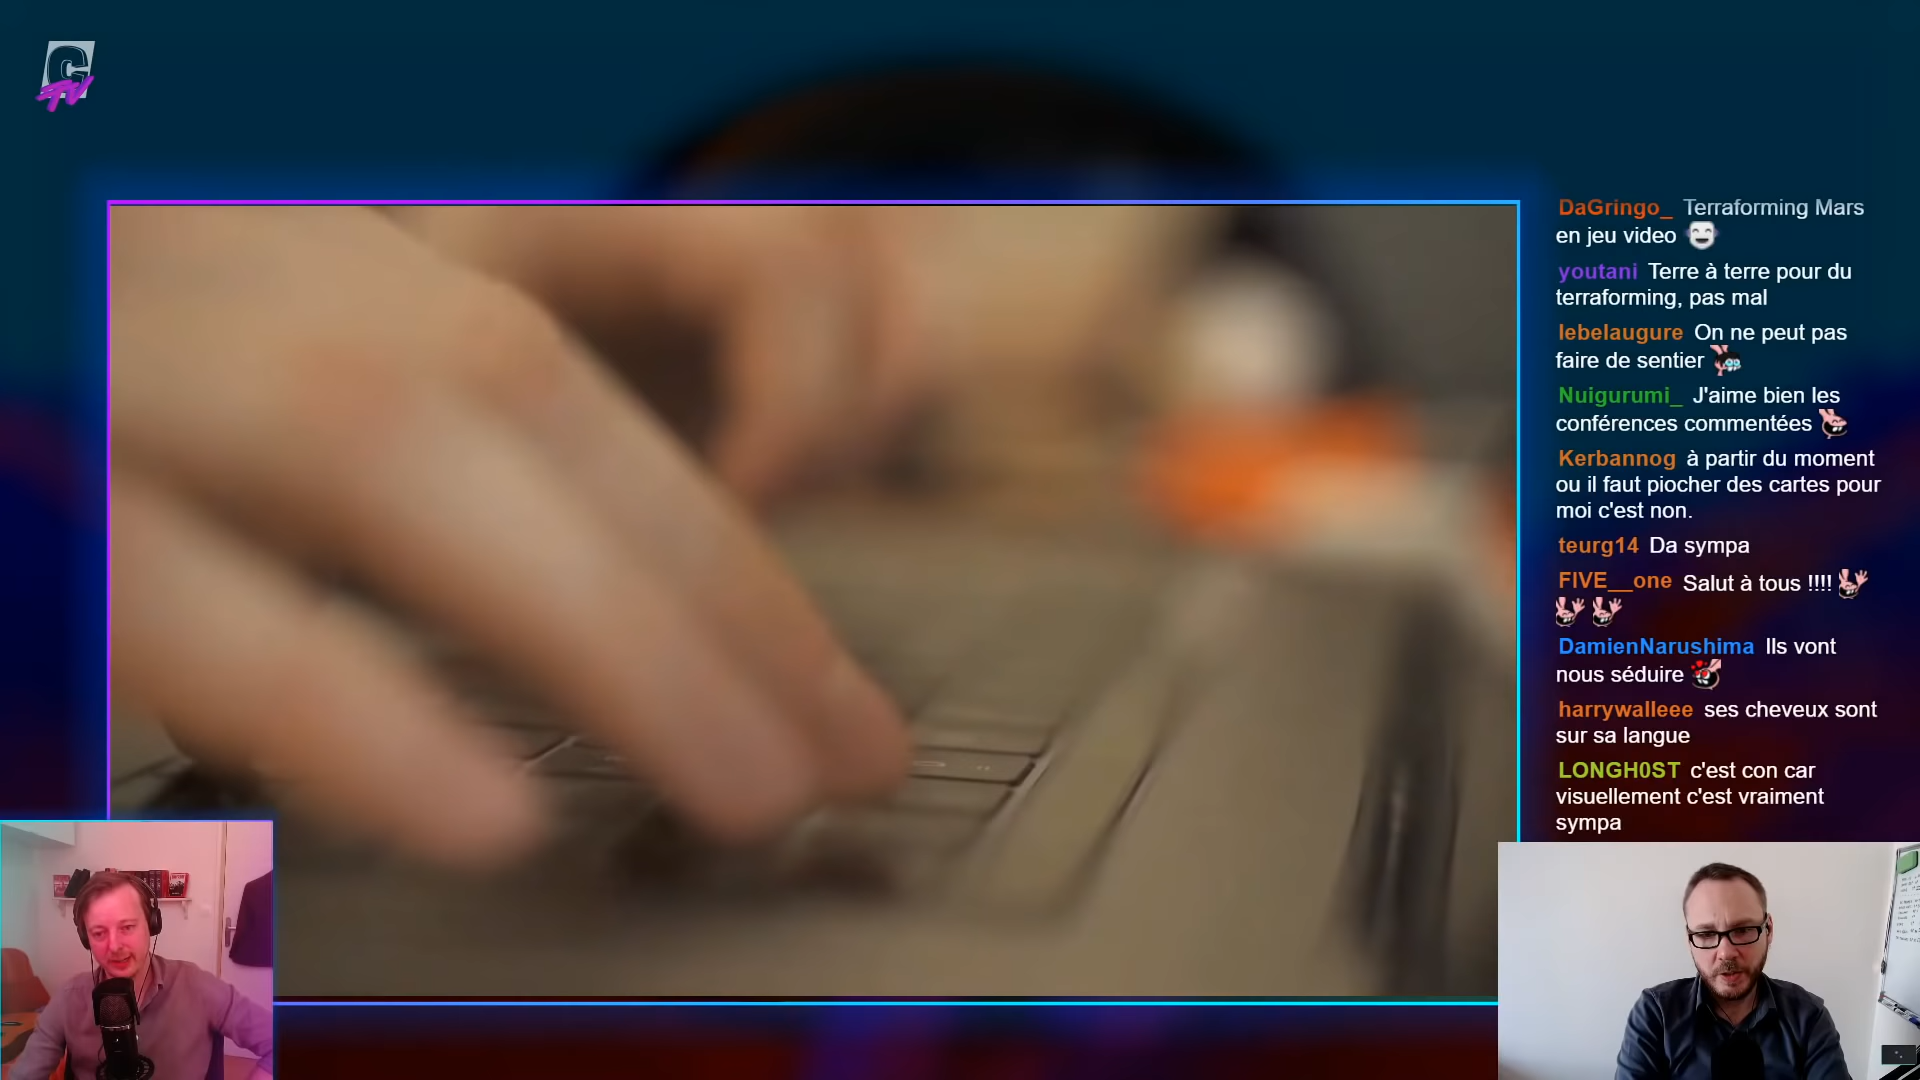 C
TV
DaGringo_ Terraforming Mars
en jeu video
youtani Terre à terre pour du
terraforming, pas mal
lebelaugure On ne peut pas
faire de sentier
Nuigurumi_ J'aime bien les
conférences commentées
Kerbannog à partir du moment
ou il faut piocher des cartes pour
moi c'est non.
teurg14 Da sympa
FIVE__one Salut à tous !!!!
DamienNarushima Ils vont
nous séduire
harrywalleee ses cheveux sont
sur sa langue
LONGH0ST c'est con car
visuellement c'est vraiment
sympa